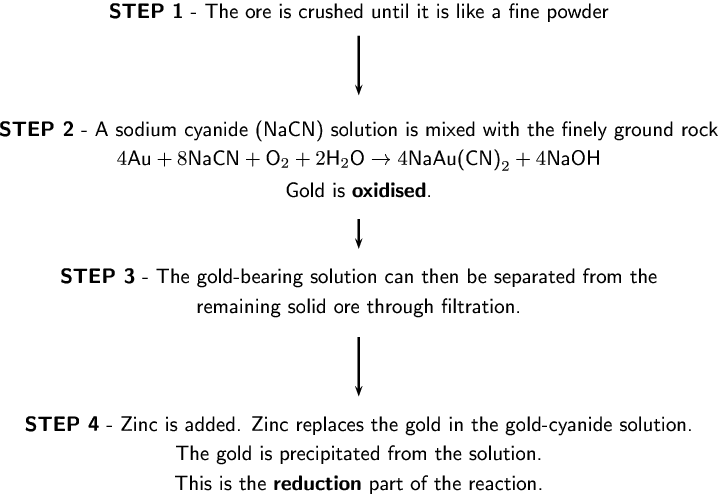 STEP 1 - The ore is crushed until it is like a fine powder
STEP 2 - A sodium cyanide (NaCN) solution is mixed with the finely ground rock
4Au + 8NaCN + O₂ + 2H₂O → 4NaAu(CN)₂ + 4NaOH
Gold is oxidised.
STEP 3 - The gold-bearing solution can then be separated from the
remaining solid ore through filtration.
STEP 4 - Zinc is added. Zinc replaces the gold in the gold-cyanide solution.
The gold is precipitated from the solution.
This is the reduction part of the reaction.